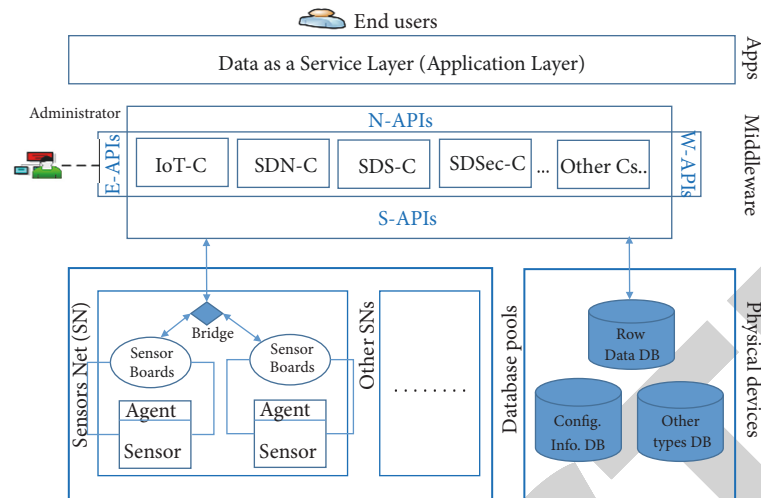 End users
Data as a Service Layer (Application Layer)
Apps
Administrator
N-APIs
E-APIs
IoT-C
SDN-C
SDS-C
SDSec-C
...
Other Cs..
W-APIs
Middleware
S-APIs
Sensors Net (SN)
Bridge
Sensor
Boards
Sensor
Boards
Agent
Sensor
Agent
Sensor
Other SNs
. . . . . . . .
Database pools
Row
Data DB
Config.
Info. DB
Other
types DB
Physical devices